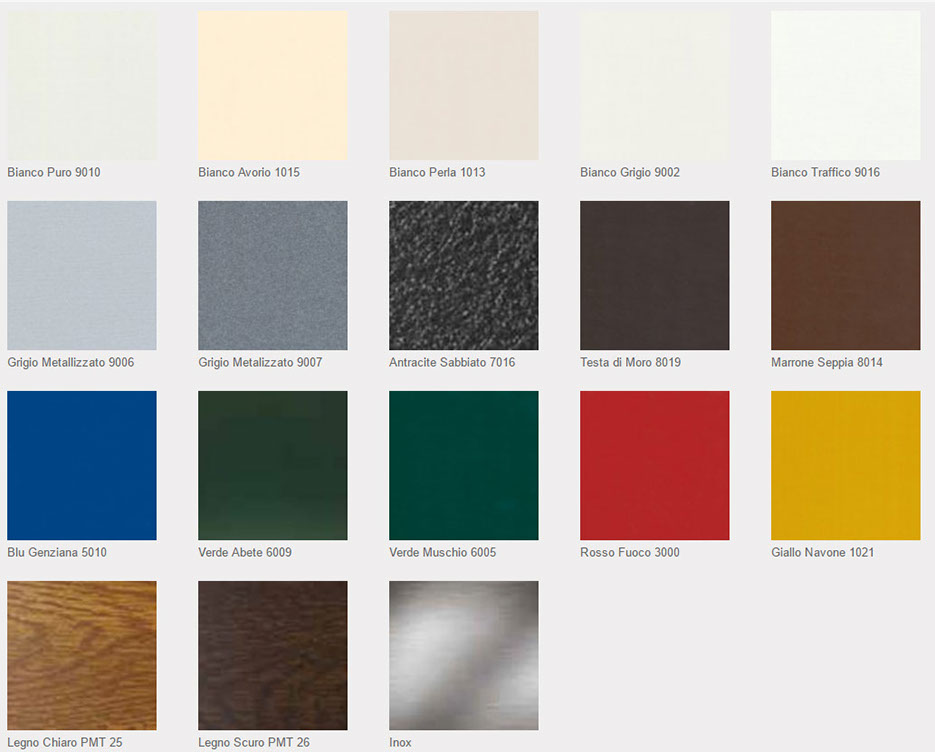 Bianco Puro 9010
Bianco Avorio 1015
Bianco Perla 1013
Bianco Grigio 9002
Bianco Traffico 9016
Grigio Metallizzato 9006
Grigio Metalizzato 9007
Antracite Sabbiato 7016
Testa di Moro 8019
Marrone Seppia 8014
Blu Genziana 5010
Verde Abete 6009
Verde Muschio 6005
Rosso Fuoco 3000
Giallo Navone 1021
Legno Chiaro PMT 25
Legno Scuro PMT 26
Inox